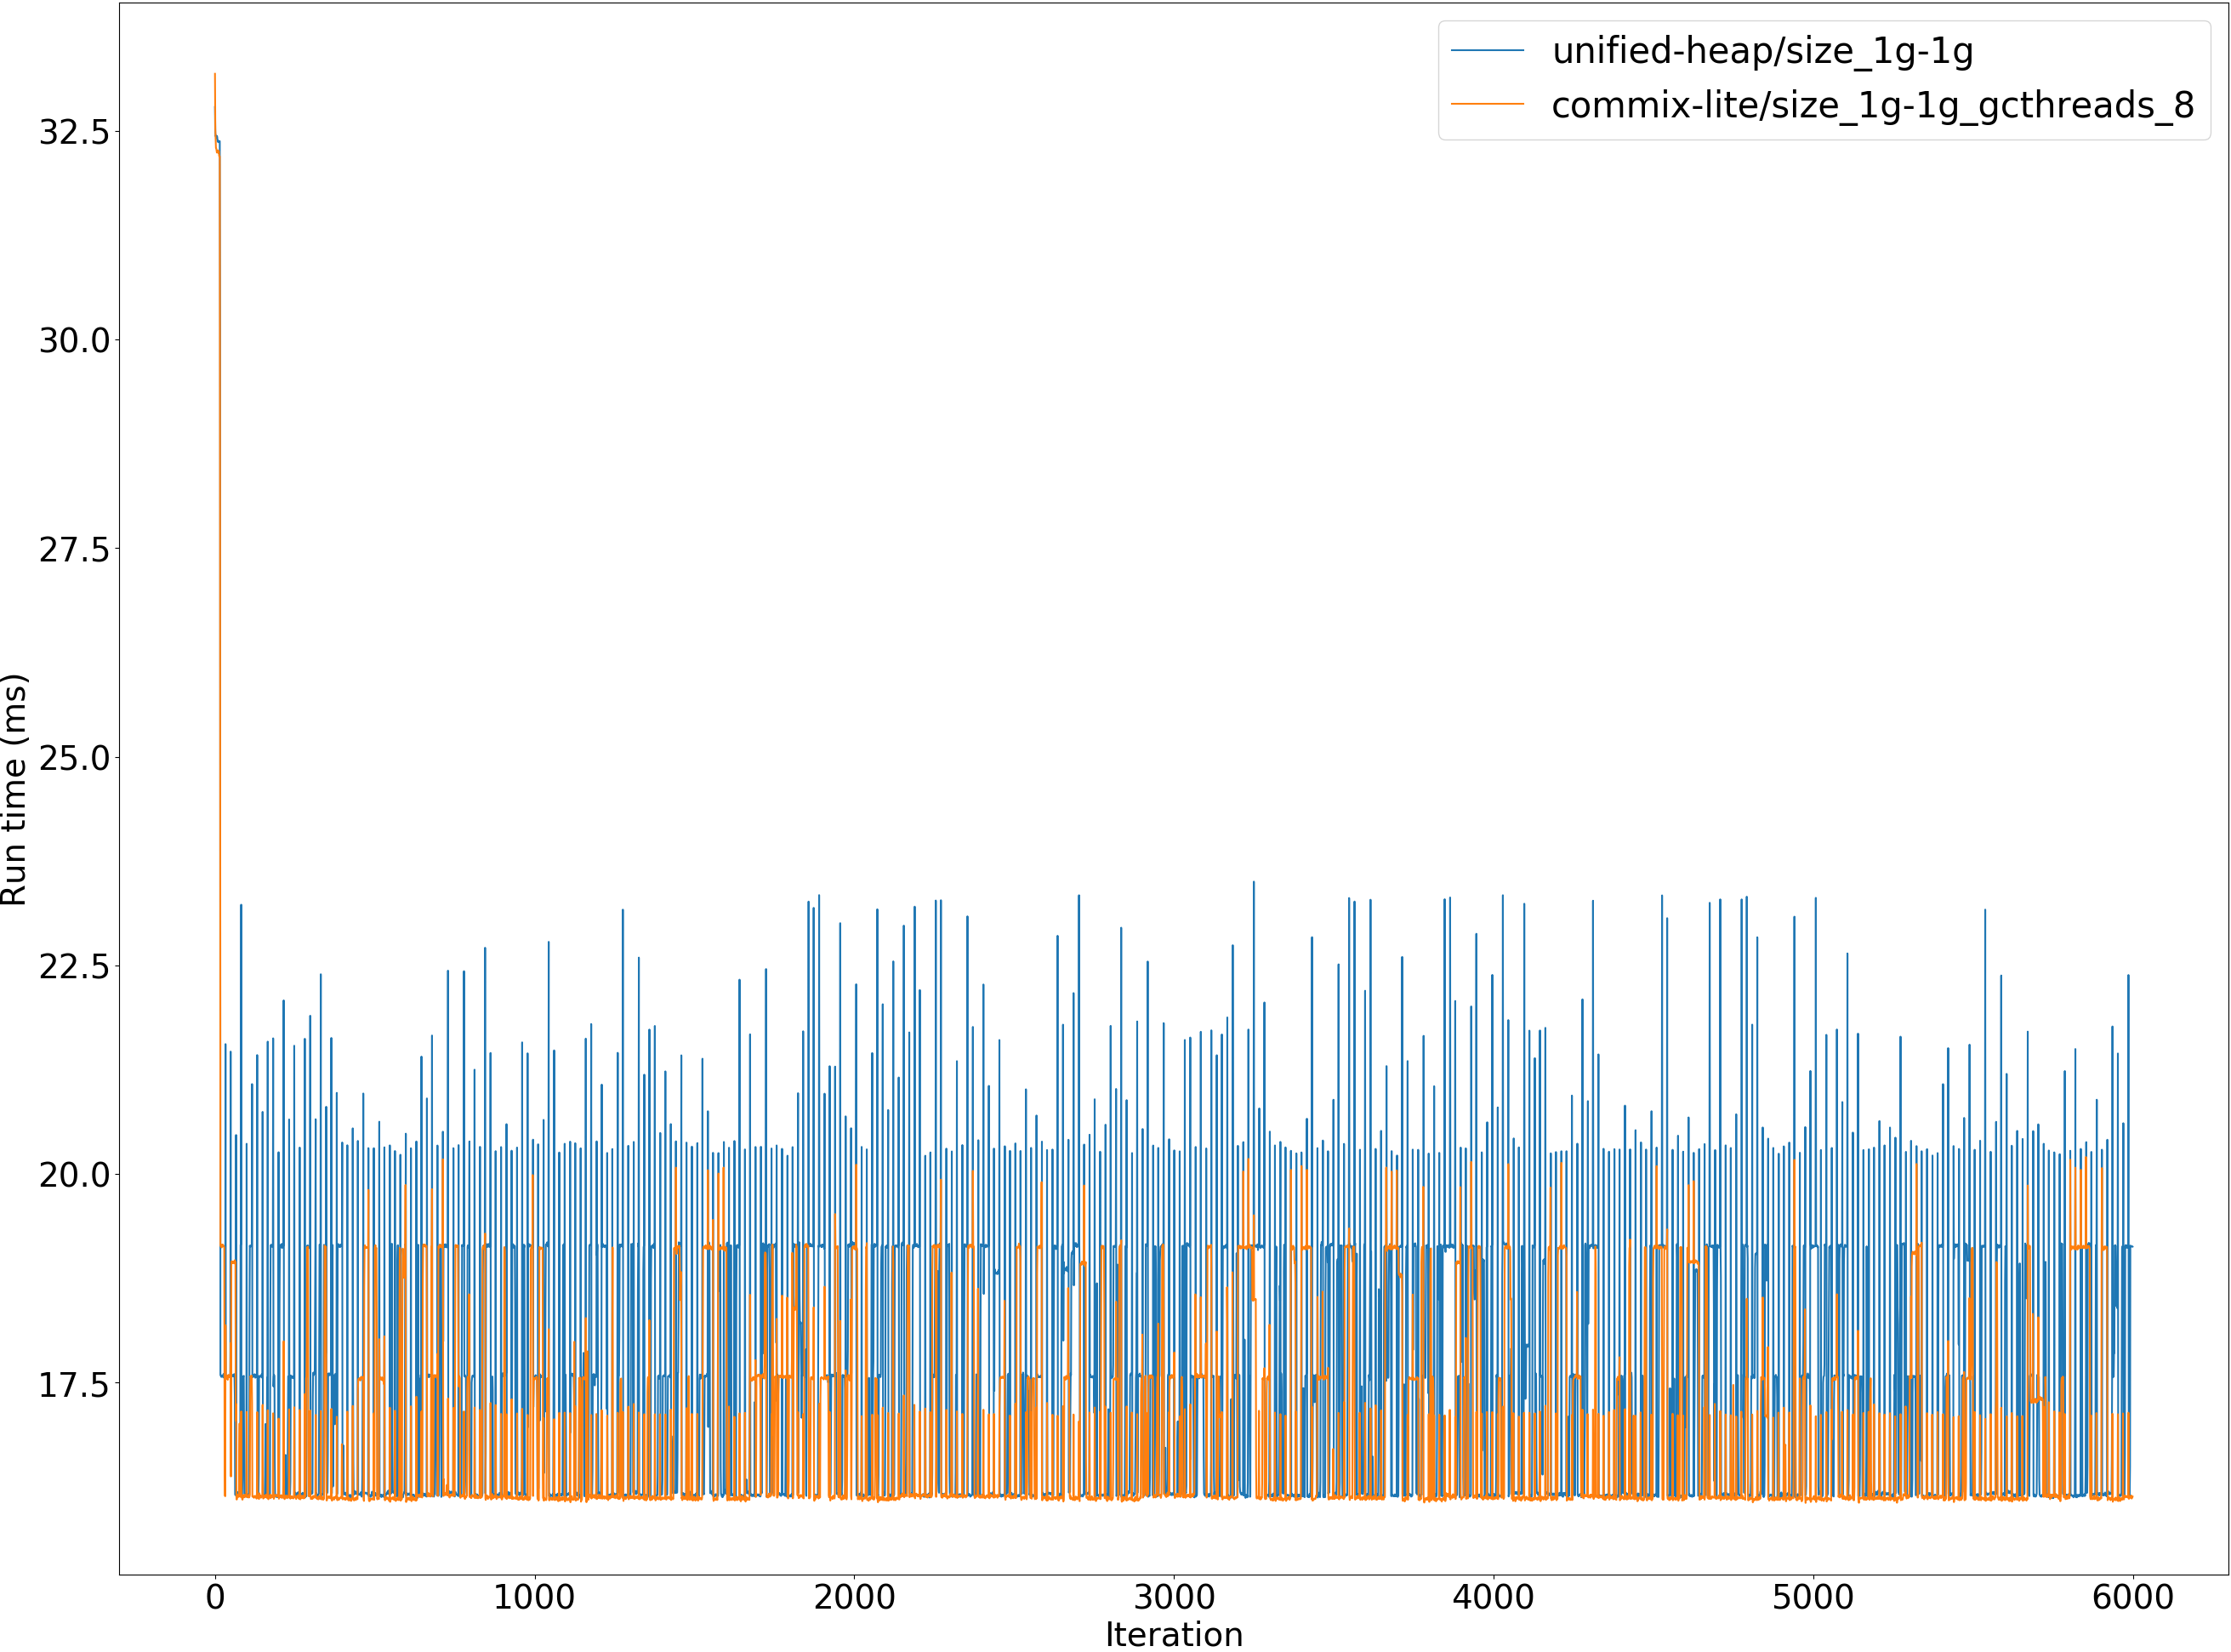 unified-heap/size_1g-1g
commix-lite/size_1g-1g_gcthreads_8
32.5
30.0
27.5
25.0
22.5
20.0
17.5
Run time (ms)
0 1000 2000 3000 4000 5000 6000
Iteration